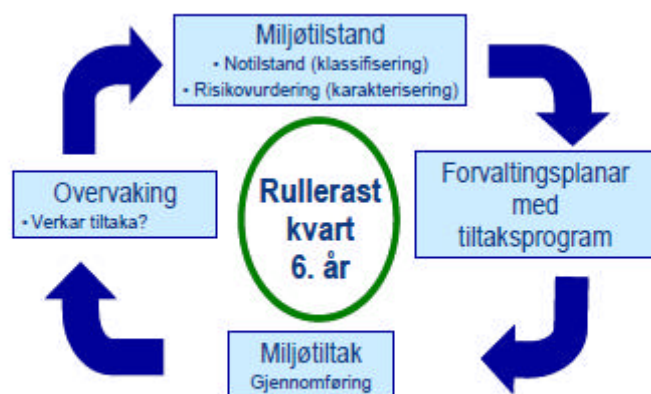 Miljøtilstand
• Notilstand (klassifisering)
• Risikovurdering (karakterisering)
Forvaltingsplanar
med
tiltaksprogram
Overvaking
• Verkar tiltaka?
Rullerast
kvart
6. år
Miljøtiltak
Gjennomføring